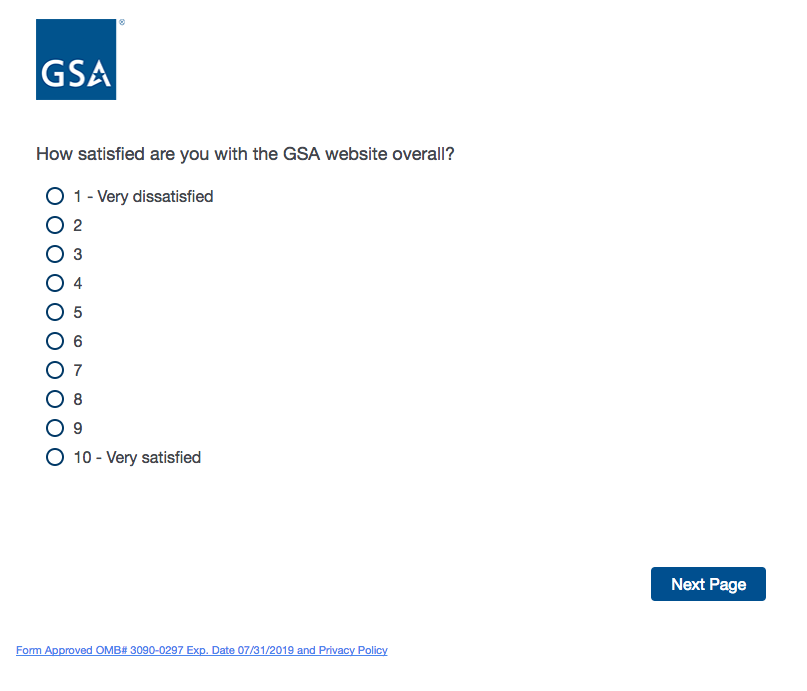 GSA ®
How satisfied are you with the GSA website overall?
1 - Very dissatisfied
2
3
4
5
6
7
8
9
10 - Very satisfied
Next Page
Form Approved OMB# 3090-0297 Exp. Date 07/31/2019 and Privacy Policy